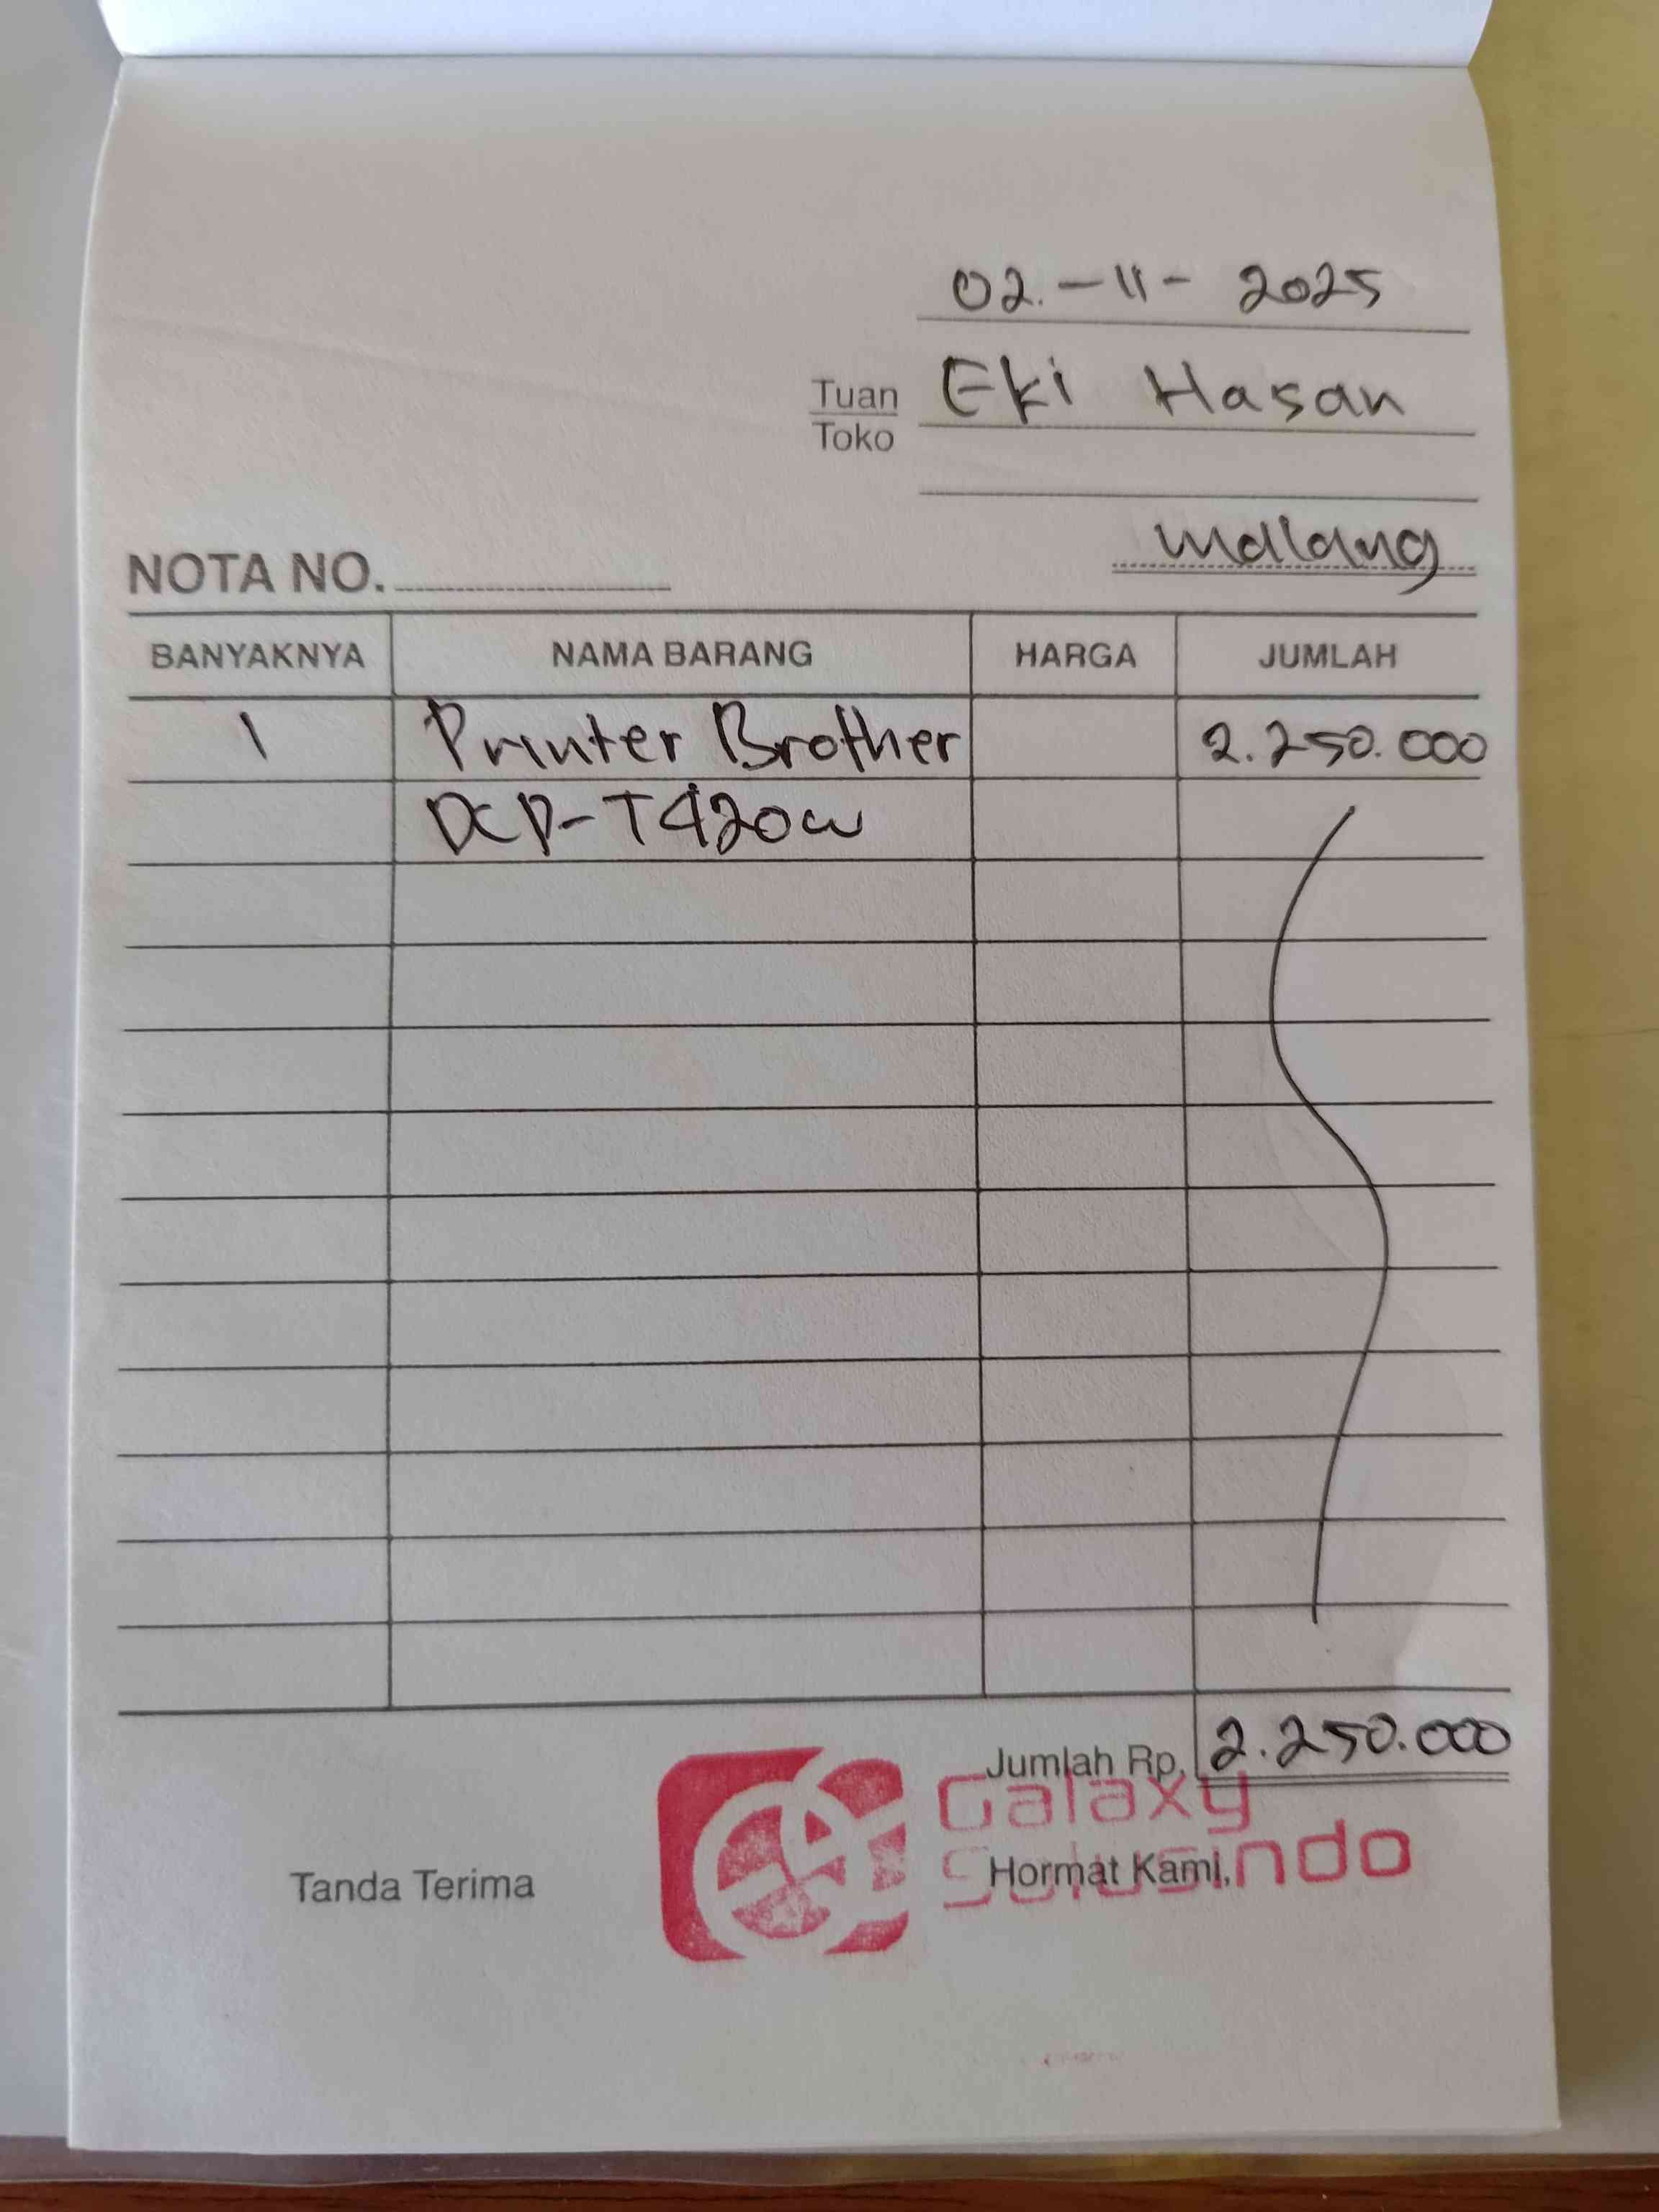 02.-11- 2025
Tuan Eki Hasan
Toko
Malang
NOTA NO.
BANYAKNYA NAMA BARANG HARGA JUMLAH
1 Printer Brother 2.250.000
DCP-T420W
Jumlah Rp. 2.250.000
Galaxy
Solusindo
Tanda Terima Hormat Kami,